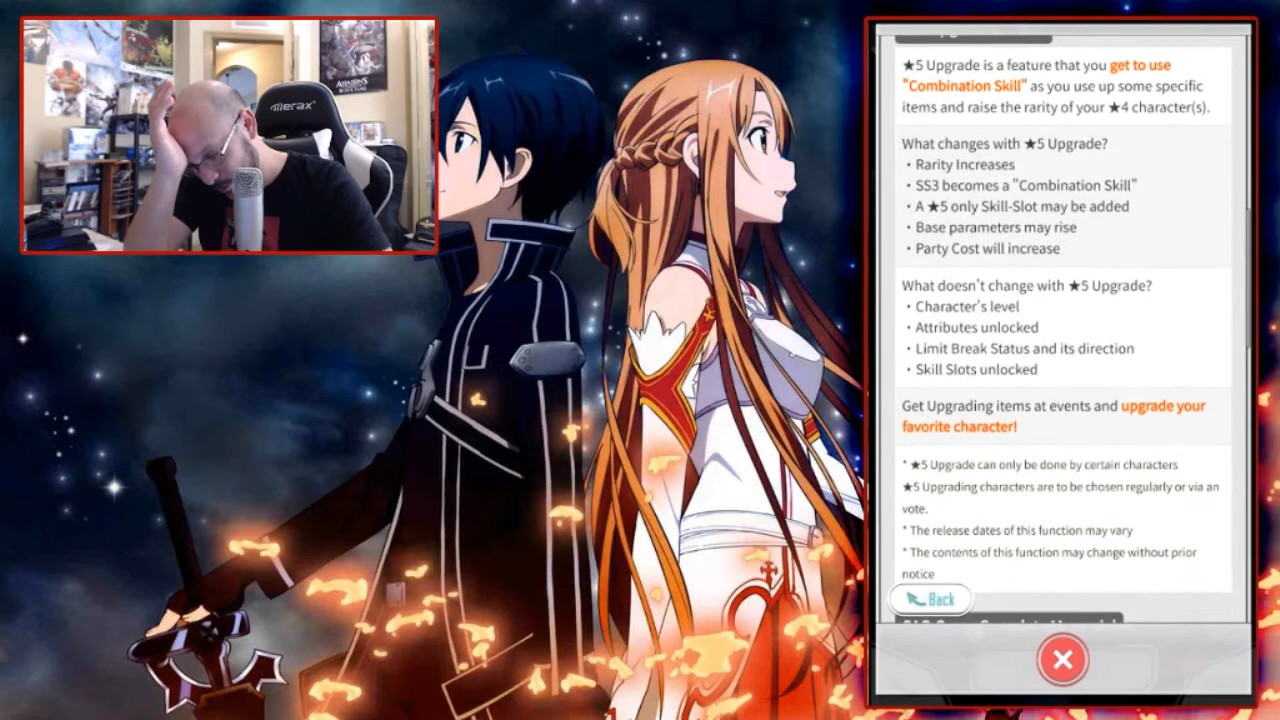 merax
ASSASSIN'S
★5 Upgrade is a feature that you get to use
"Combination Skill" as you use up some specific
items and raise the rarity of your ★4 character(s).
What changes with ★5 Upgrade?
・Rarity Increases
・SS3 becomes a "Combination Skill"
・A ★5 only Skill-Slot may be added
・Base parameters may rise
・Party Cost will increase
What doesn't change with ★5 Upgrade?
・Character's level
・Attributes unlocked
・Limit Break Status and its direction
・Skill Slots unlocked
Get Upgrading items at events and upgrade your
favorite character!
* ★5 Upgrade can only be done by certain characters
★5 Upgrading characters are to be chosen regularly or via an
vote.
* The release dates of this function may vary
* The contents of this function may change without prior
notice
Back